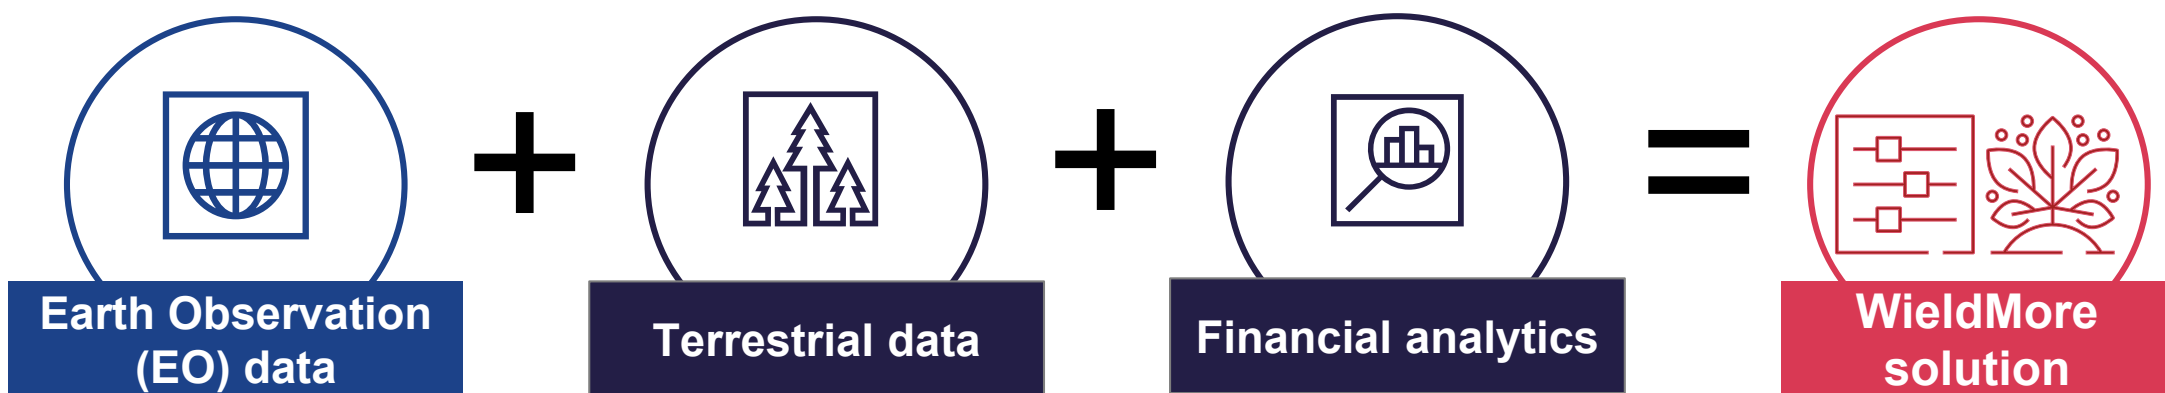 Earth Observation
(EO) data
+
Terrestrial data
+
Financial analytics
=
WieldMore
solution